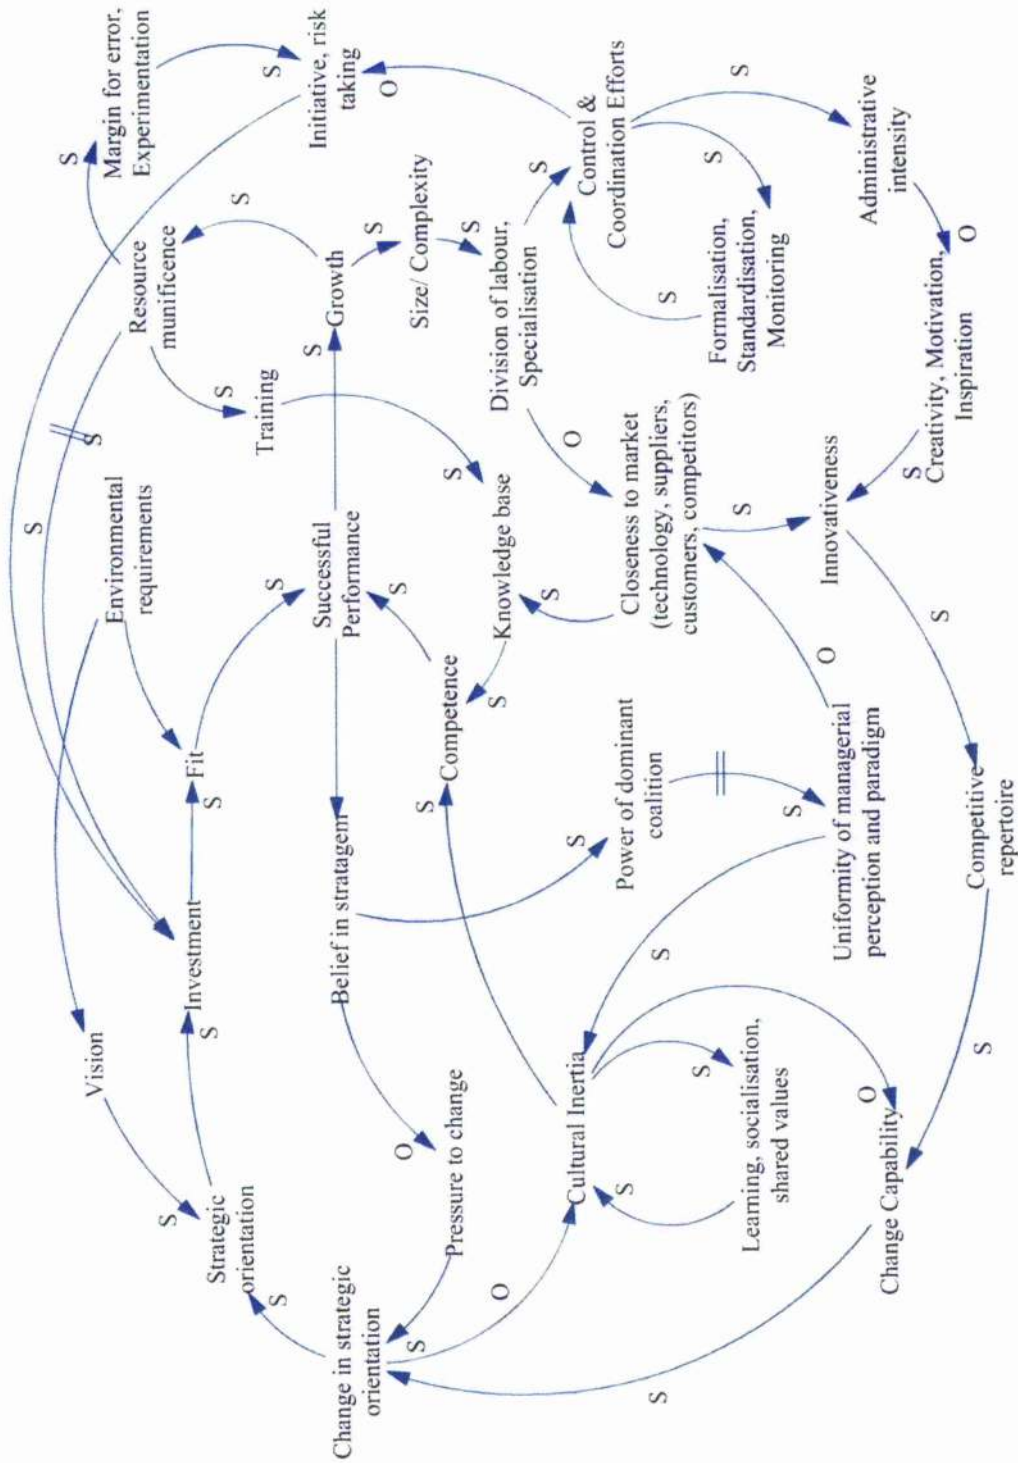 S
S
Vision
Environmental
requirements
S
Resource
munificence
Margin for error,
Experimentation
S
Strategic
orientation
Investment
S
Fit
S
Training
S
S
S
Initiative, risk
taking
S
S
Change in strategic
orientation
Belief in stratagem
Successful
Performance
S
Growth
S
O
O
S
Pressure to change
S
Competence
S
S
Size/ Complexity
S
Knowledge base
S
Division of labour,
Specialisation
O
S
Control &
Coordination Efforts
S
O
Cultural Inertia
S
Power of dominant
coalition
Closeness to market
(technology, suppliers,
customers, competitors)
S
S
S
S
S
Formalisation,
Standardisation,
Monitoring
S
S
Learning, socialisation,
shared values
S
S
O
Uniformity of managerial
perception and paradigm
Innovativeness
Administrative
intensity
O
Change Capability
S
S
Creativity, Motivation,
Inspiration
O
S
Competitive
repertoire